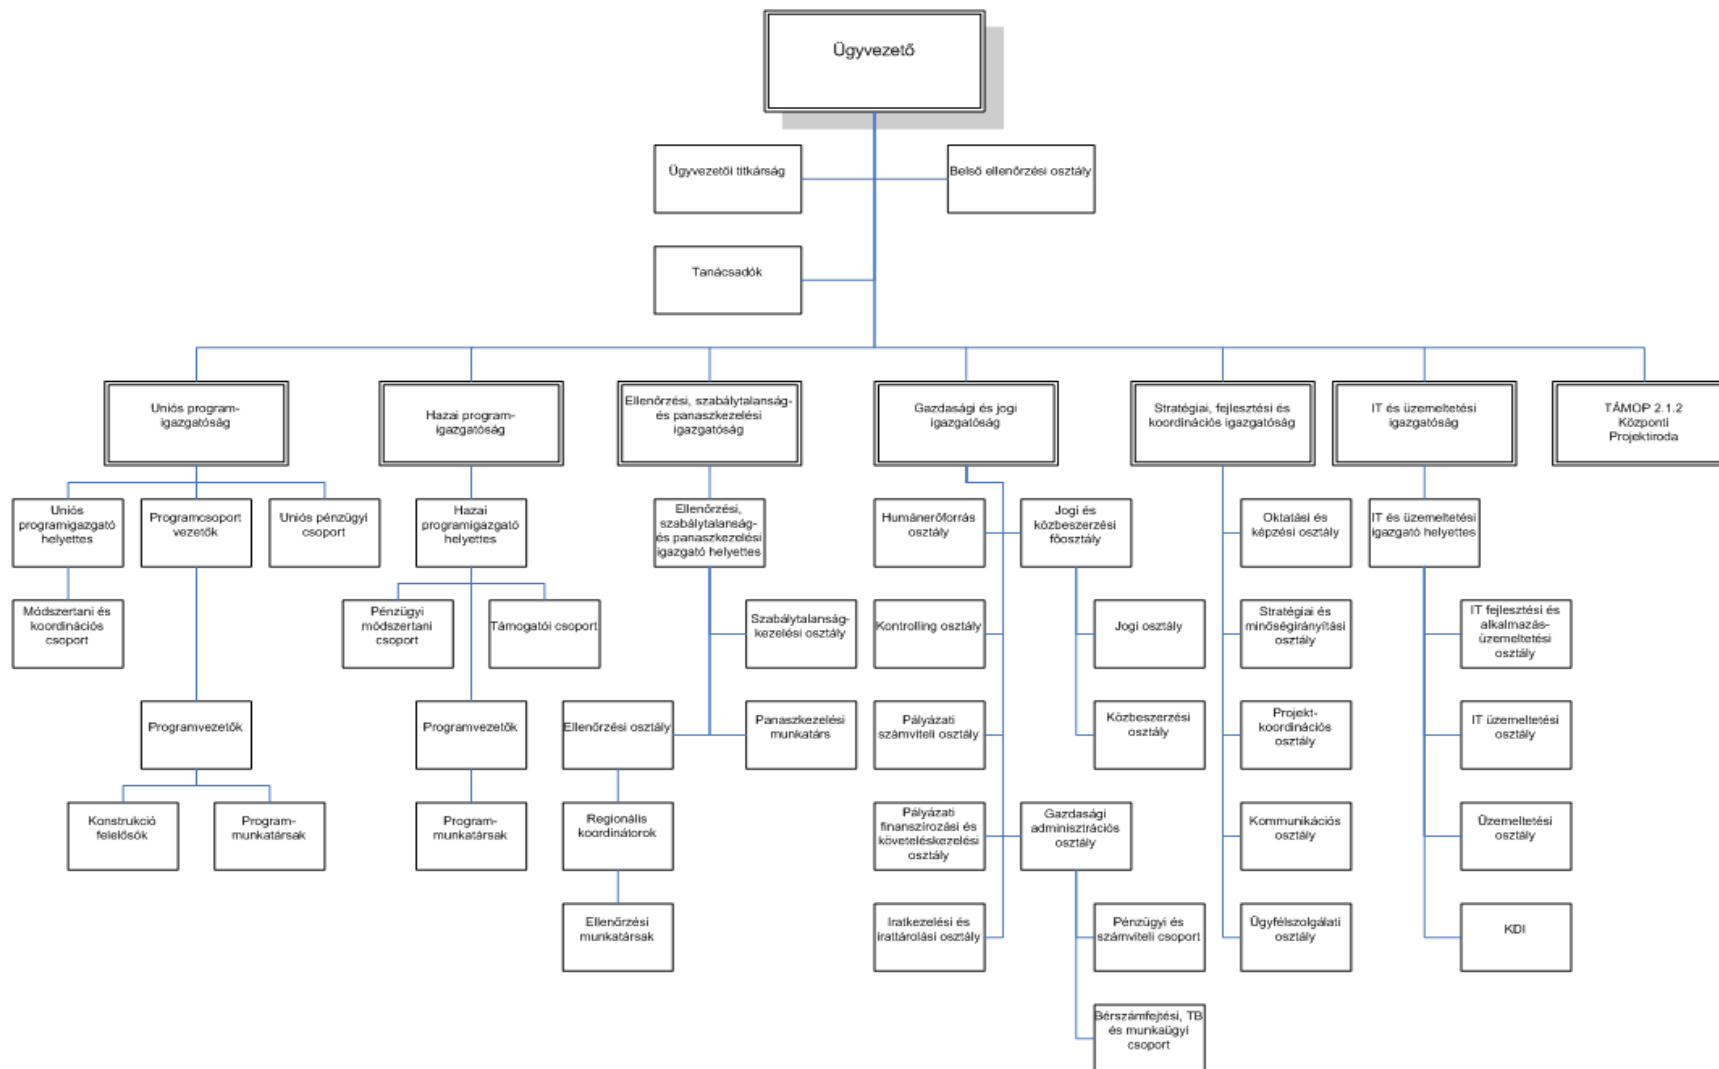 Ügyvezető
Ügyvezetői titkárság
Belső ellenőrzési osztály
Tanácsadók
Uniós program-
igazgatóság
Hazai program-
igazgatóság
Ellenőrzési, szabálytalanság-
és panaszkezelési
igazgatóság
Gazdasági és jogi
igazgatóság
Stratégiai, fejlesztési és
koordinációs igazgatóság
IT és üzemeltetési
igazgatóság
TÁMOP 2.1.2
Központi
Projektiroda
Uniós
programigazgató
helyettes
Programcsoport
vezetők
Uniós pénzügyi
csoport
Hazai
programigazgató
helyettes
Ellenőrzési,
szabálytalanság-
és panaszkezelési
igazgató helyettes
Humánerőforrás
osztály
Jogi és
közbeszerzési
főosztály
Oktatási és
képzési osztály
IT és üzemeltetési
igazgató helyettes
Módszertani és
koordinációs
csoport
Pénzügyi
módszertani
csoport
Támogatói csoport
Szabálytalanság-
kezelési osztály
Kontrolling osztály
Jogi osztály
Stratégiai és
minőségirányítási
osztály
IT fejlesztési és
alkalmazás-
üzemeltetési
osztály
Programvezetők
Programvezetők
Ellenőrzési osztály
Panaszkezelési
munkatárs
Pályázati
számviteli osztály
Közbeszerzési
osztály
Projekt-
koordinációs
osztály
IT üzemeltetési
osztály
Konstrukció
felelősök
Program-
munkatársak
Program-
munkatársak
Regionális
koordinátorok
Pályázati
finanszírozási és
követeléskezelési
osztály
Gazdasági
adminisztrációs
osztály
Kommunikációs
osztály
Üzemeltetési
osztály
Ellenőrzési
munkatársak
Iratkezelési és
irattárolási osztály
Pénzügyi és
számviteli csoport
Ügyfélszolgálati
osztály
KDI
Bérszámfejtési, TB
és munkaügyi
csoport